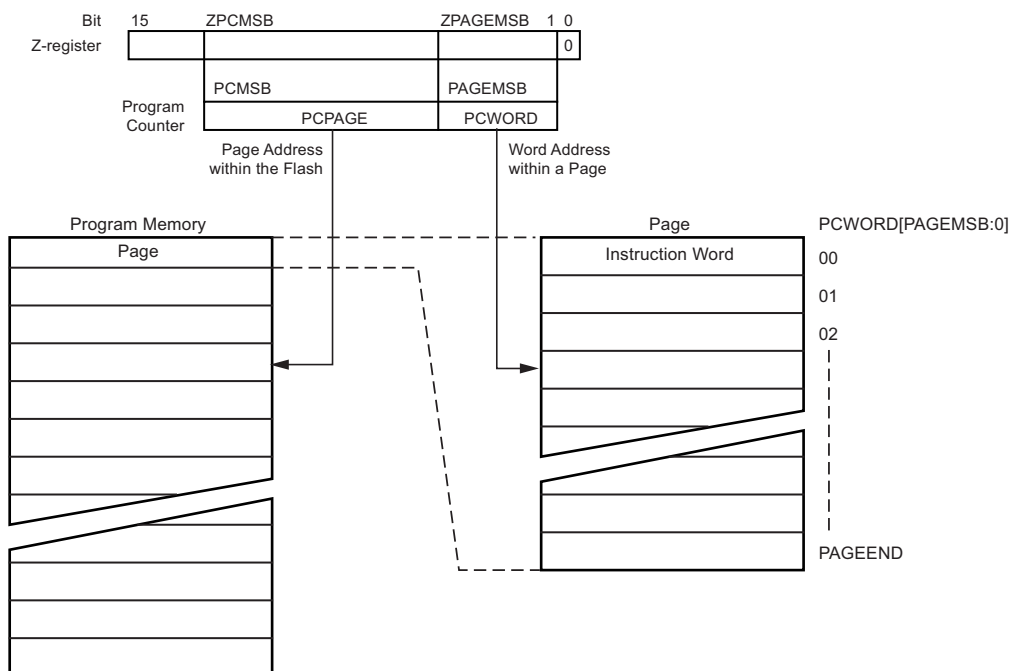 Bit 15 ZPCMSB ZPAGEMSB 1 0
Z-register 0
PCMSB PAGEMSB
Program
Counter
PCPAGE PCWORD
Page Address
within the Flash
Word Address
within a Page
Program Memory
Page
Page
Instruction Word
PCWORD[PAGEMSB:0]
00
01
02
PAGEEND